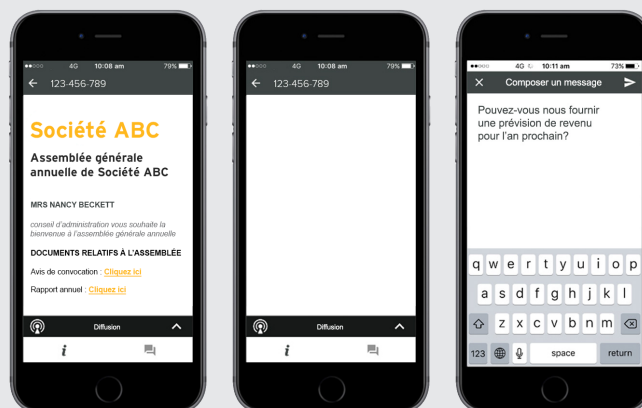 4G 10:08 am 79%
123-456-789
Société ABC
Assemblée générale
annuelle de Société ABC
MRS NANCY BECKETT
conseil d'administration vous souhaite la
bienvenue à l'assemblée générale annuelle
DOCUMENTS RELATIFS À L'ASSEMBLÉE
Avis de convocation : Cliquez ici
Rapport annuel : Cliquez ici
Diffusion
i
4G 10:08 am 79%
123-456-789
Diffusion
i
4G 10:11 am 73%
Composer un message
Pouvez-vous nous fournir
une prévision de revenu
pour l'an prochain?
q w e r t y u i o p
a s d f g h j k l
z x c v b n m
123 space return